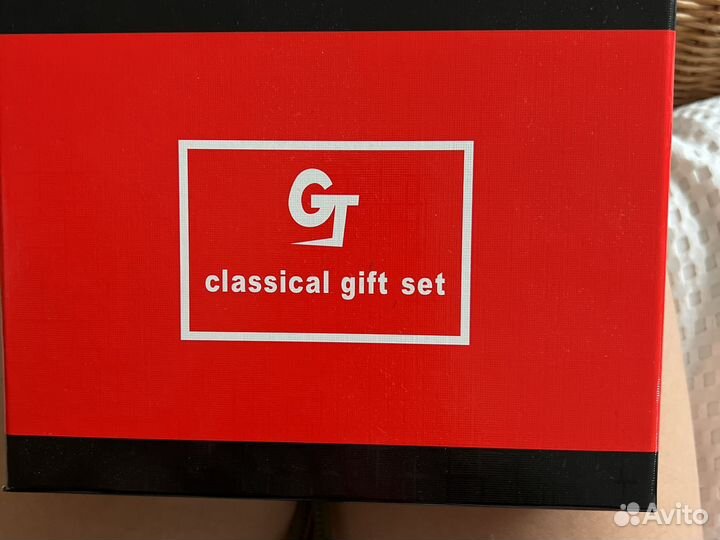 GT
classical gift set
Avito